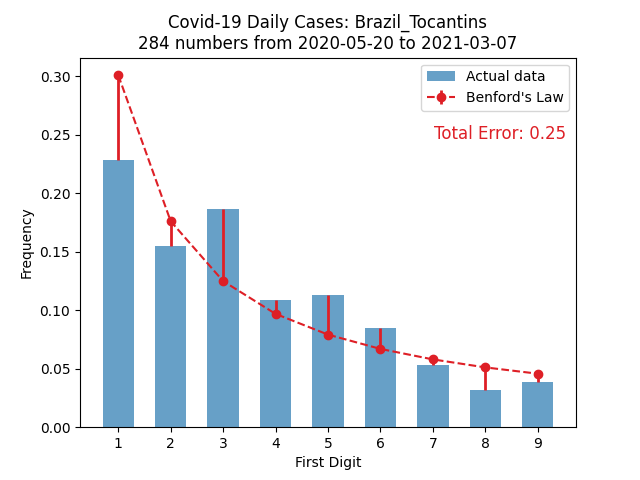 Covid-19 Daily Cases: Brazil_Tocantins
284 numbers from 2020-05-20 to 2021-03-07
Actual data
Benford's Law
Total Error: 0.25
Frequency
0.30
0.25
0.20
0.15
0.10
0.05
0.00
1 2 3 4 5 6 7 8 9
First Digit